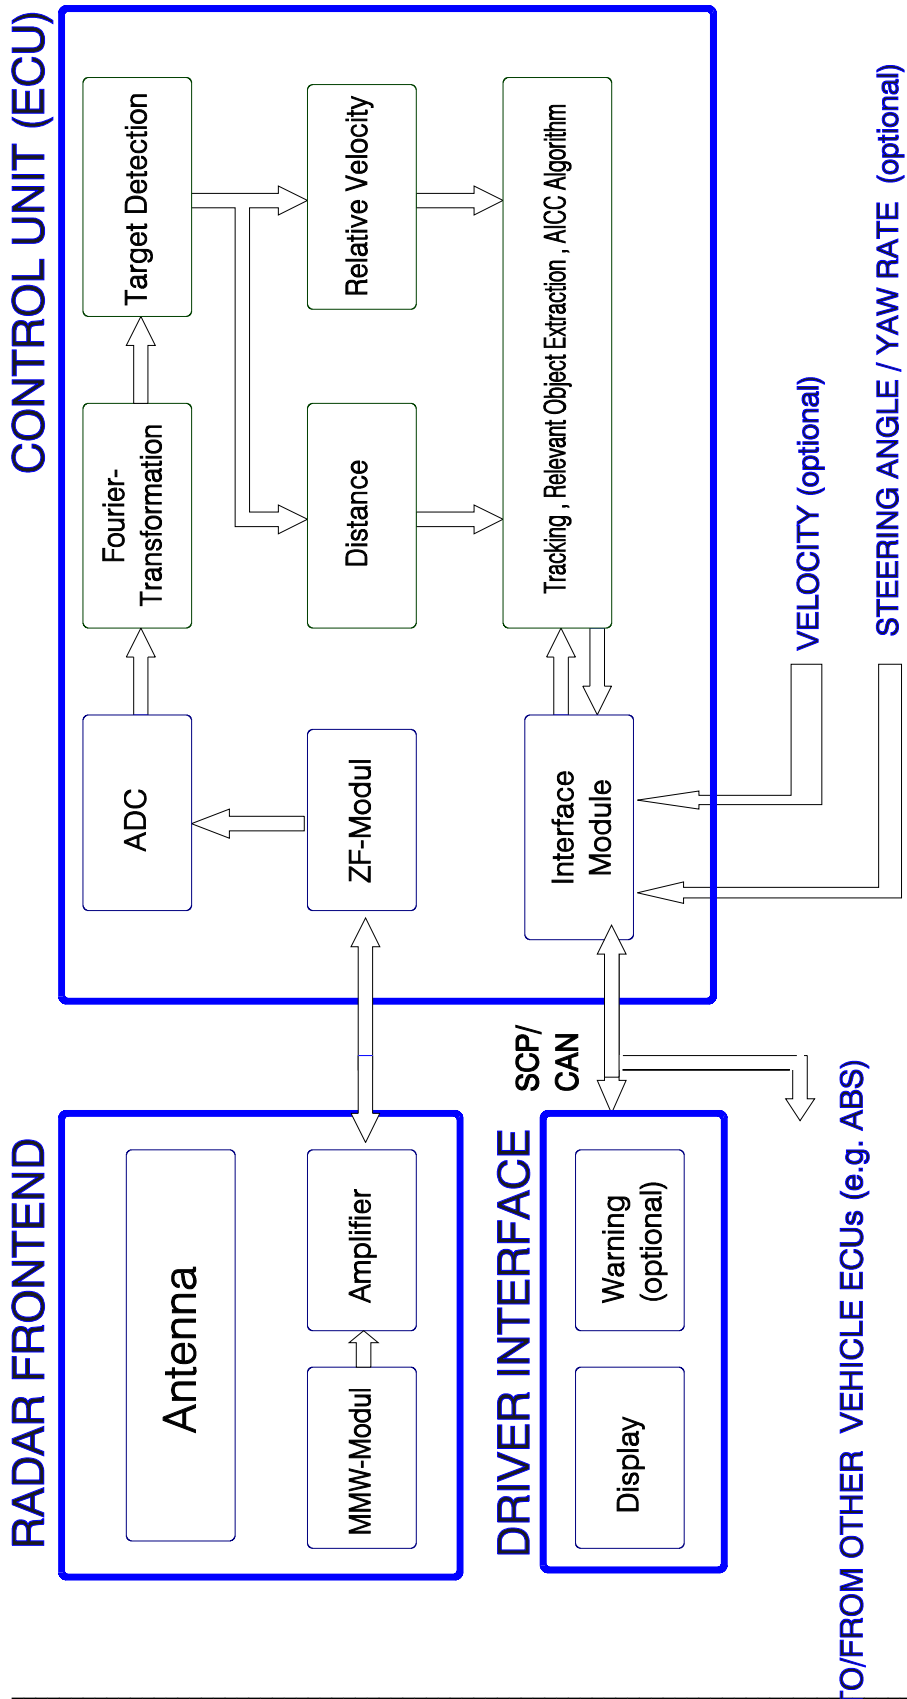 RADAR FRONTEND
Antenna
MMW-Modul
Amplifier
CONTROL UNIT (ECU)
ADC
Fourier-
Transformation
Target Detection
ZF-Modul
Distance
Relative Velocity
Interface
Module
Tracking , Relevant Object Extraction , AICC Algorithm
DRIVER INTERFACE
Display
Warning
(optional)
SCP/
CAN
VELOCITY (optional)
STEERING ANGLE / YAW RATE (optional)
TO/FROM OTHER VEHICLE ECUs (e.g. ABS)